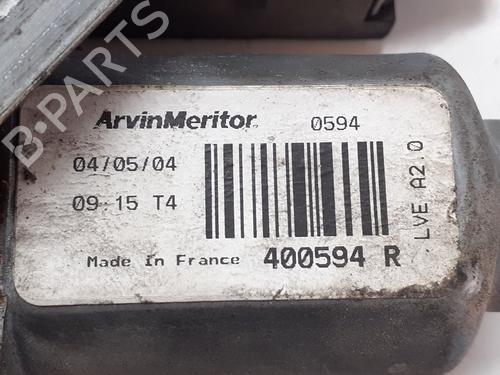 ArvinMeritor 0594
04/05/04
09:15 T4
Made In France 400594 R
LVE A2.0
B-PARTS